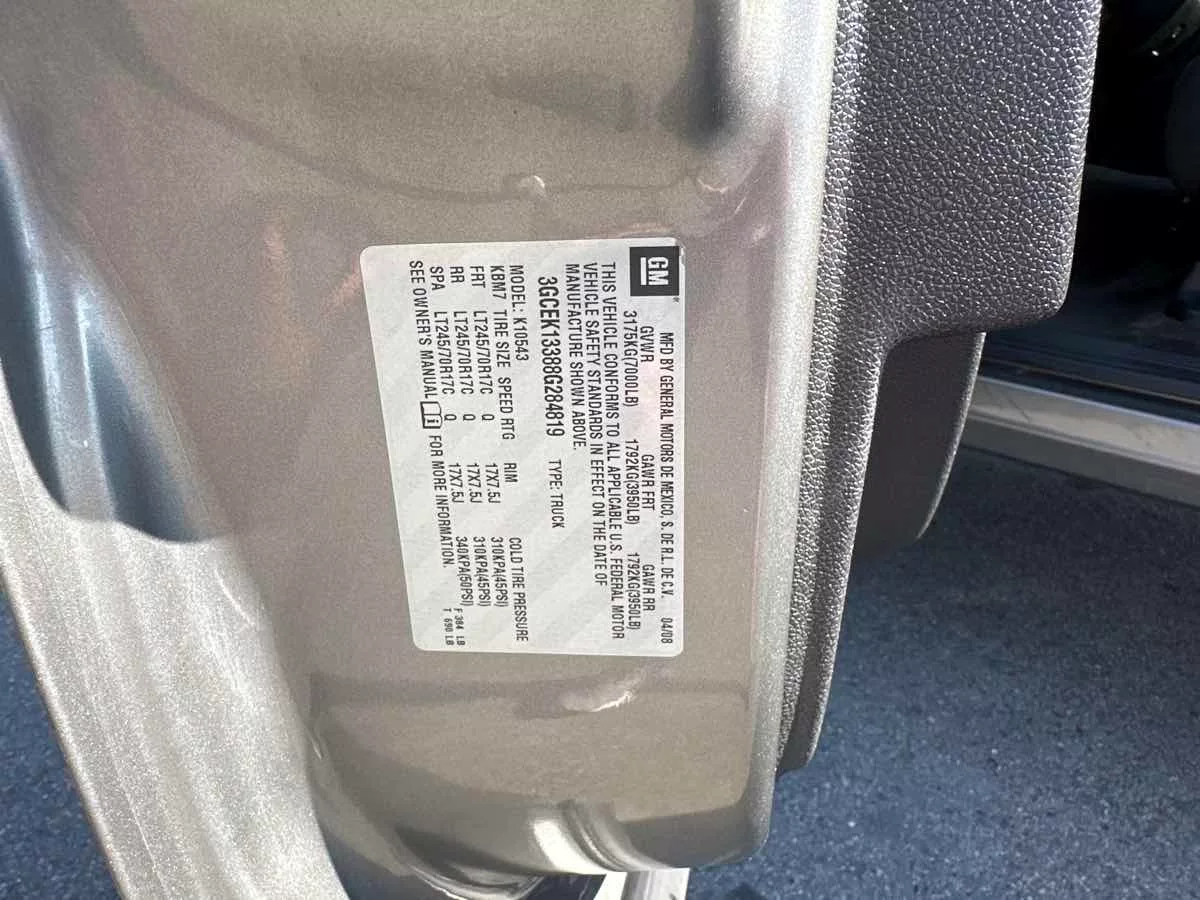 GM®
MFD BY GENERAL MOTORS DE MEXICO, S. DE R.L. DE C.V. 04/08
GVWR GAWR FRT GAWR RR
3175KG(7000LB) 1792KG(3950LB) 1792KG(3950LB)
THIS VEHICLE CONFORMS TO ALL APPLICABLE U.S. FEDERAL MOTOR
VEHICLE SAFETY STANDARDS IN EFFECT ON THE DATE OF
MANUFACTURE SHOWN ABOVE.
3GCEK13388G284819 TYPE: TRUCK
MODEL: K10543
KBM7 TIRE SIZE SPEED RTG RIM COLD TIRE PRESSURE
FRT LT245/70R17C Q 17X7.5J 310KPA(45PSI)
RR LT245/70R17C Q 17X7.5J 310KPA(45PSI)
SPA LT245/70R17C Q 17X7.5J 340KPA(50PSI)
SEE OWNER'S MANUAL i FOR MORE INFORMATION.
F 384 LB
T 690 LB